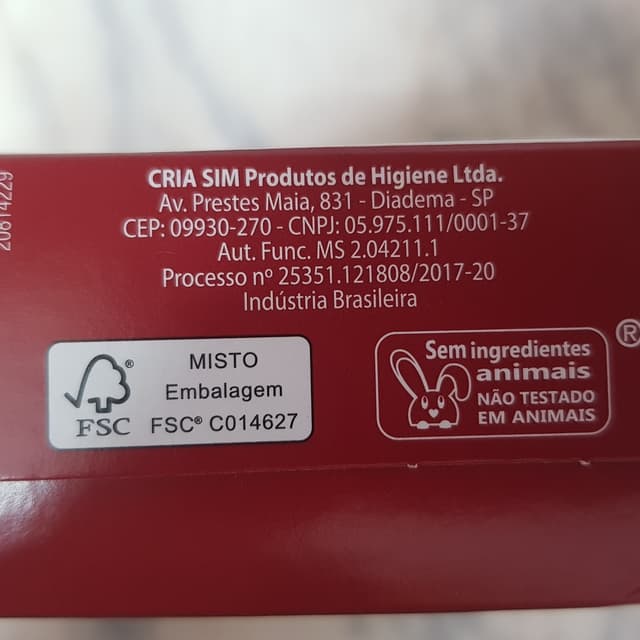 20814229
CRIA SIM Produtos de Higiene Ltda.
Av. Prestes Maia, 831 - Diadema - SP
CEP: 09930-270 - CNPJ: 05.975.111/0001-37
Aut. Func. MS 2.04211.1
Processo nº 25351.121808/2017-20
Indústria Brasileira
®
FSC
MISTO
Embalagem
FSC® C014627
Sem ingredientes
animais
NÃO TESTADO
EM ANIMAIS
®